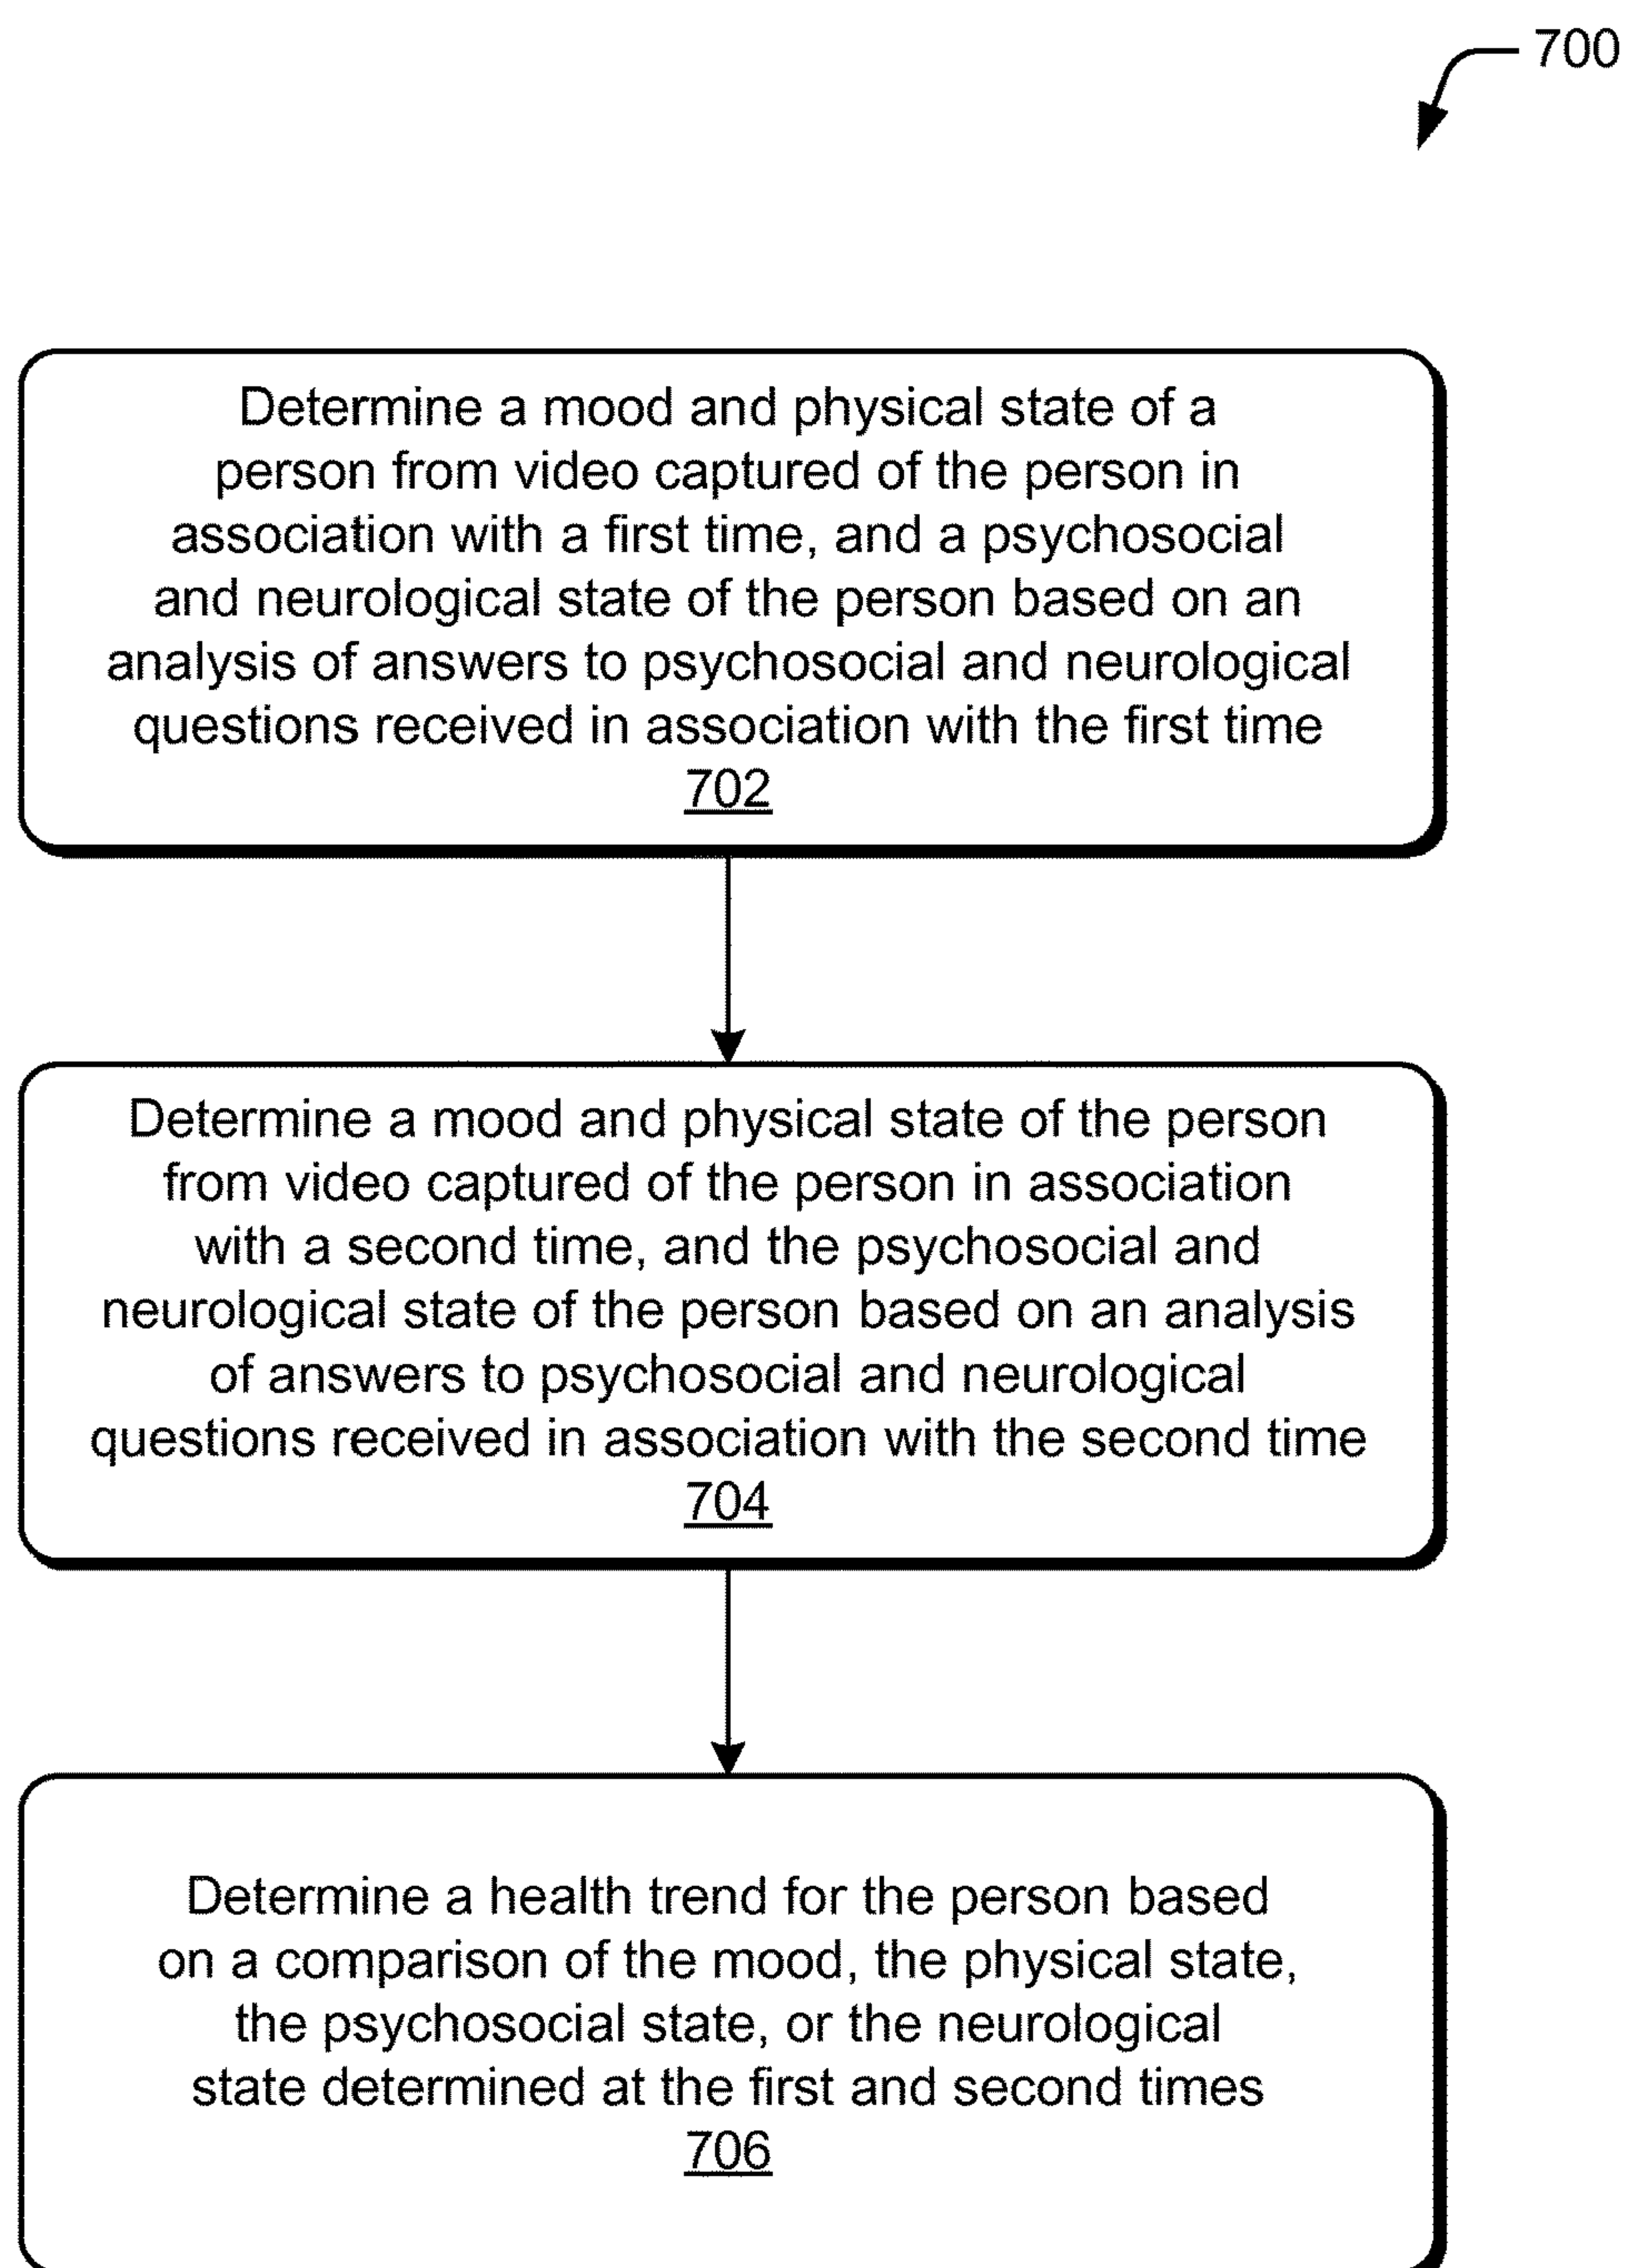 700
Determine a mood and physical state of a
person from video captured of the person in
association with a first time, and a psychosocial
and neurological state of the person based on an
analysis of answers to psychosocial and neurological
questions received in association with the first time
702
Determine a mood and physical state of the person
from video captured of the person in association
with a second time, and the psychosocial and
neurological state of the person based on an analysis
of answers to psychosocial and neurological
questions received in association with the second time
704
Determine a health trend for the person based
on a comparison of the mood, the physical state,
the psychosocial state, or the neurological
state determined at the first and second times
706